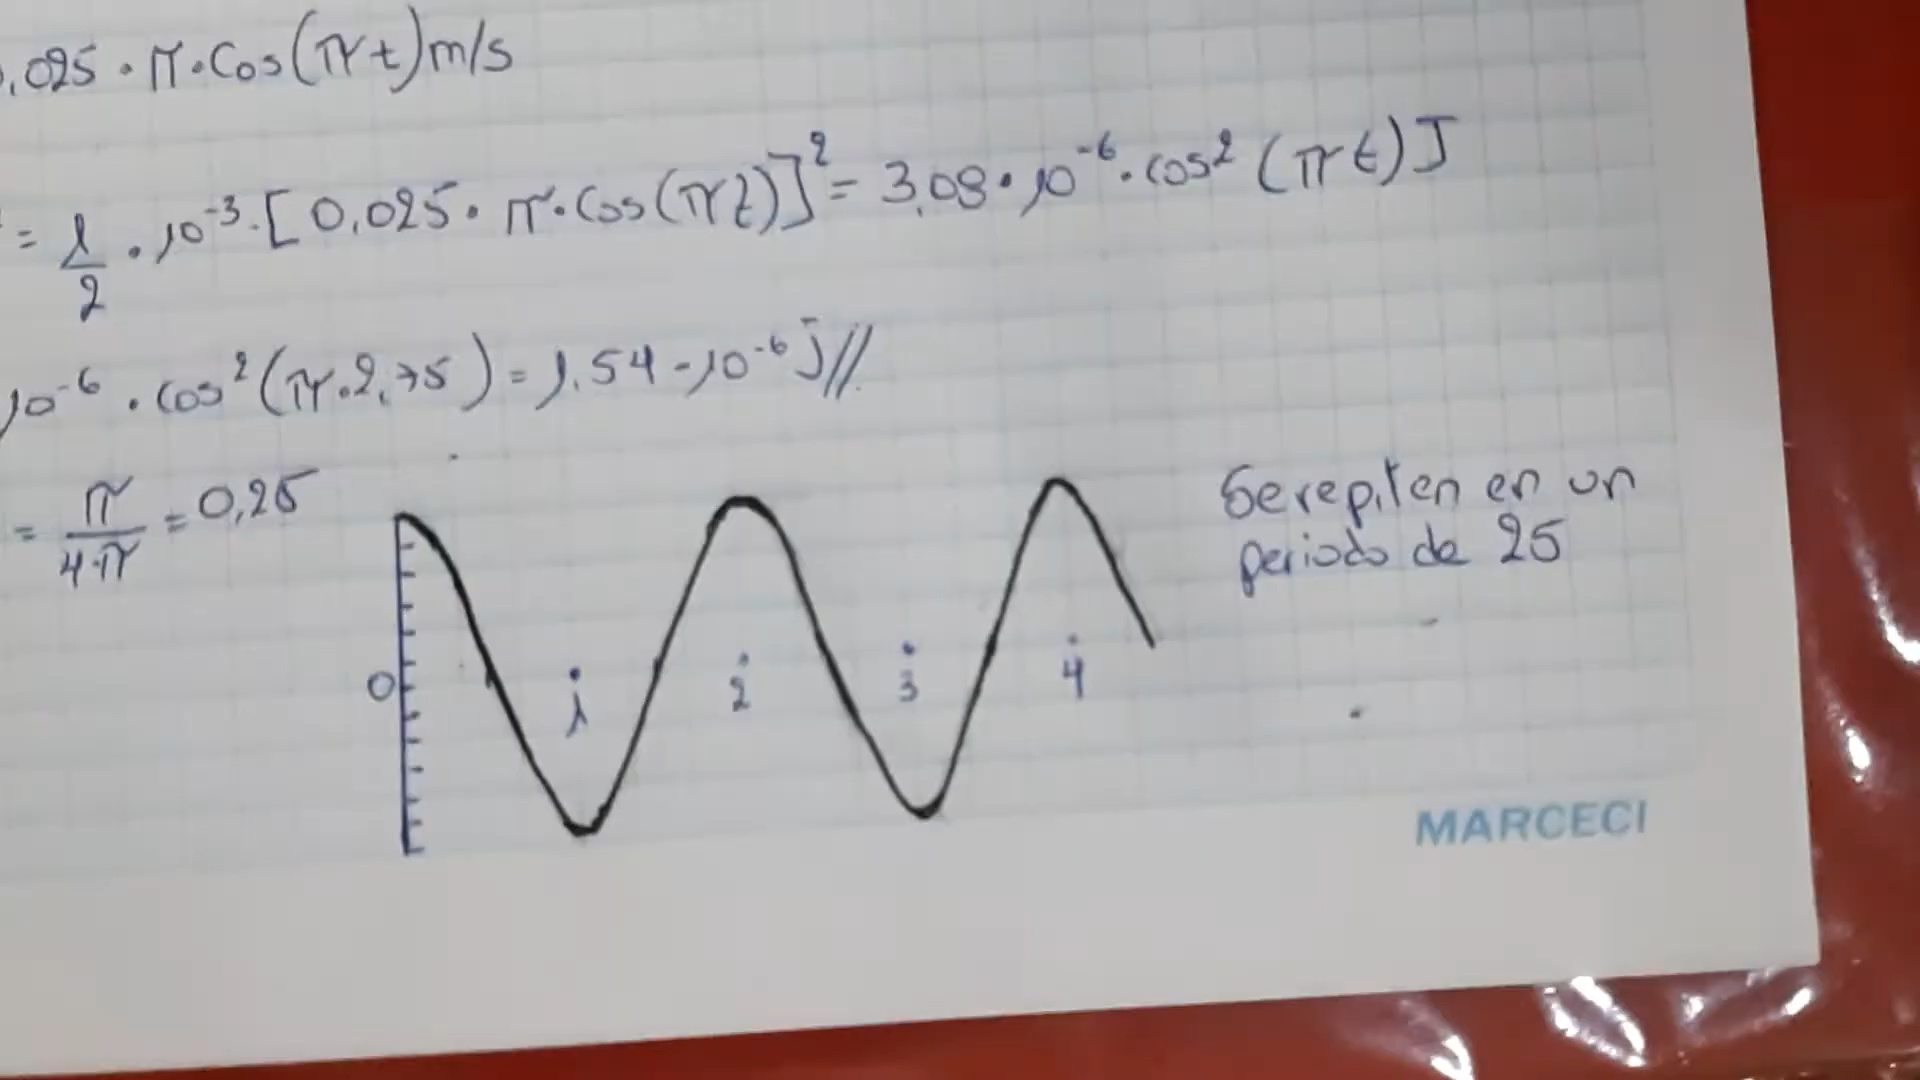 .025 · π · Cos(πt) m/s
= 1/2 · 10⁻³ · [0,025 · π · Cos(πt)]² = 3,08 · 10⁻⁶ · cos² (πt) J
10⁻⁶ · cos² (π · 2,75) = 1,54 - 10⁻⁶ J//
= π/4·π = 0,25
Se repiten en un
periodo de 2s
0 1 2 3 4
MARCECI